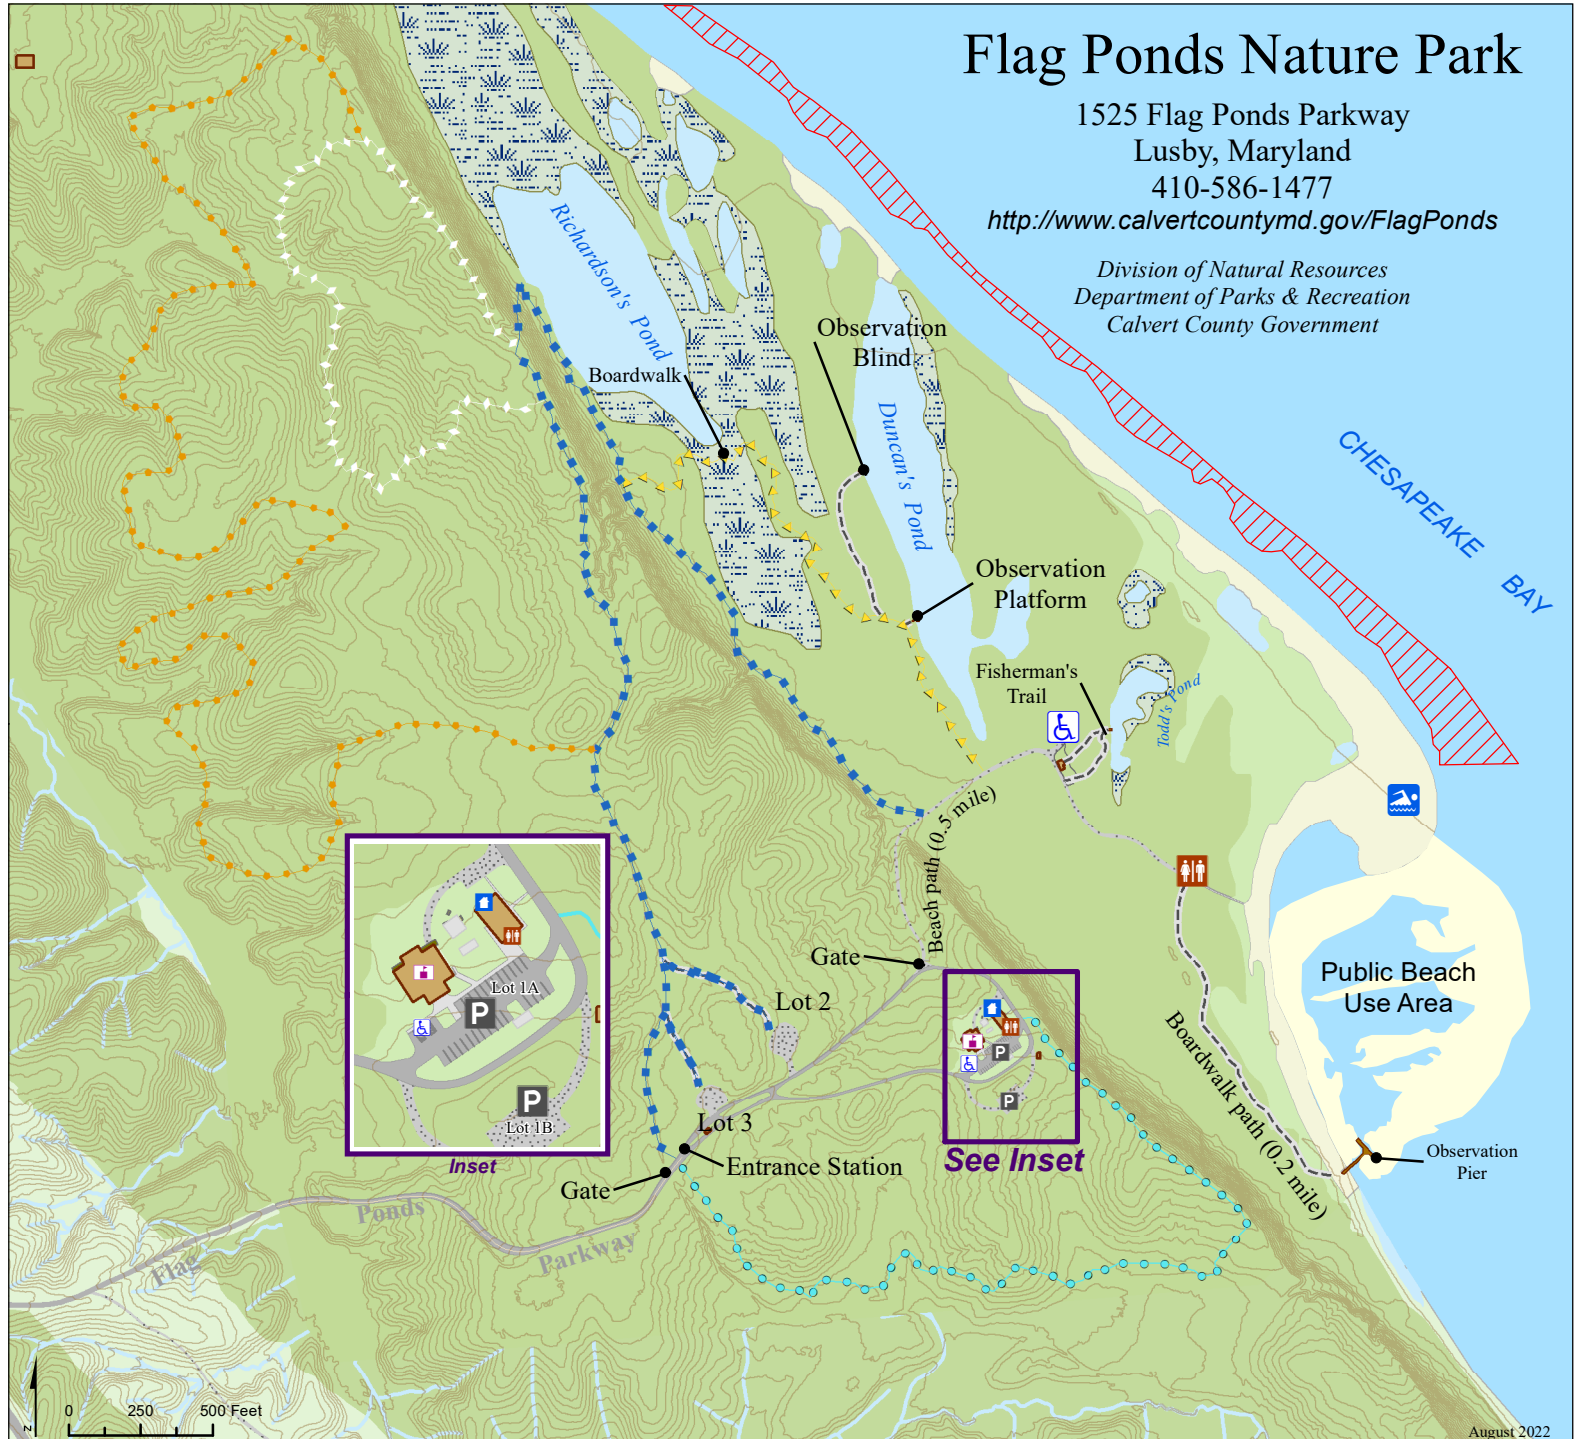 Flag Ponds Nature Park
1525 Flag Ponds Parkway
Lusby, Maryland
410-586-1477
http://www.calvertcountymd.gov/FlagPonds
Division of Natural Resources
Department of Parks & Recreation
Calvert County Government
Richardson's Pond
Observation
Blind
Boardwalk
Duncan's Pond
CHESAPEAKE BAY
Observation
Platform
Fisherman's
Trail
Todd's Pond
Beach path (0.5 mile)
Gate
Lot 2
Public Beach
Use Area
Boardwalk path (0.2 mile)
Lot 1A
P
P
Lot 1B
Inset
P
P
See Inset
Lot 3
Entrance Station
Gate
Observation
Pier
Flag Ponds Parkway
0 250 500 Feet
N
August 2022